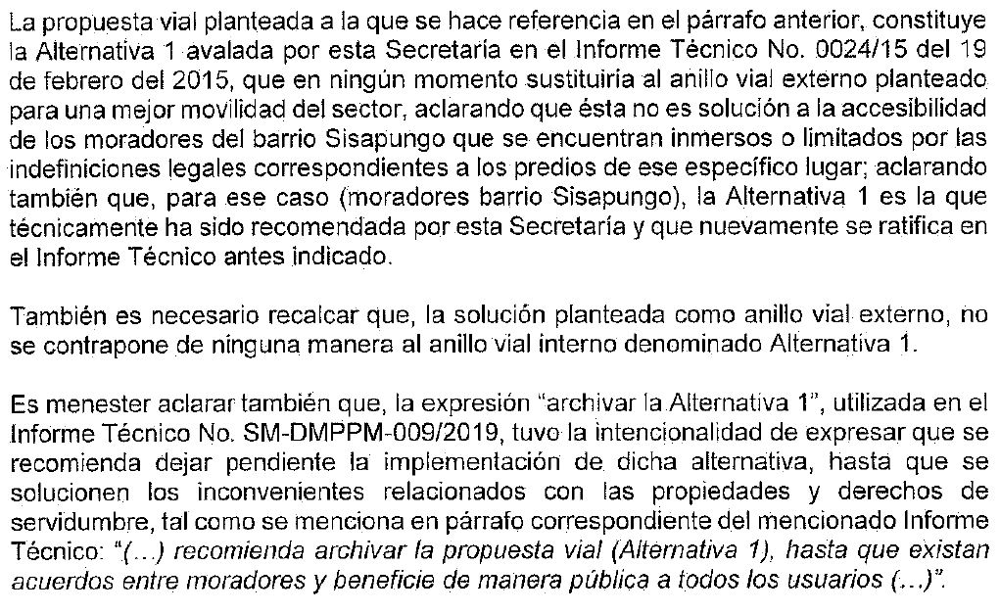 La propuesta vial planteada a la que se hace referencia en el párrafo anterior, constituye
la Alternativa 1 avalada por esta Secretaría en el Informe Técnico No. 0024/15 del 19
de febrero del 2015, que en ningún momento sustituiría al anillo vial externo planteado
para una mejor movilidad del sector, aclarando que ésta no es solución a la accesibilidad
de los moradores del barrio Sisapungo que se encuentran inmersos o limitados por las
indefiniciones legales correspondientes a los predios de ese específico lugar; aclarando
también que, para ese caso (moradores barrio Sisapungo), la Alternativa 1 es la que
técnicamente ha sido recomendada por esta Secretaría y que nuevamente se ratifica en
el Informe Técnico antes indicado.

También es necesario recalcar que, la solución planteada como anillo vial externo, no
se contrapone de ninguna manera al anillo vial interno denominado Alternativa 1.

Es menester aclarar también que, la expresión "archivar la Alternativa 1", utilizada en el
Informe Técnico No. SM-DMPPM-009/2019, tuvo la intencionalidad de expresar que se
recomienda dejar pendiente la implementación de dicha alternativa, hasta que se
solucionen los inconvenientes relacionados con las propiedades y derechos de
servidumbre, tal como se menciona en párrafo correspondiente del mencionado Informe
Técnico: "(...) recomienda archivar la propuesta vial (Alternativa 1), hasta que existan
acuerdos entre moradores y beneficie de manera pública a todos los usuarios (...)".